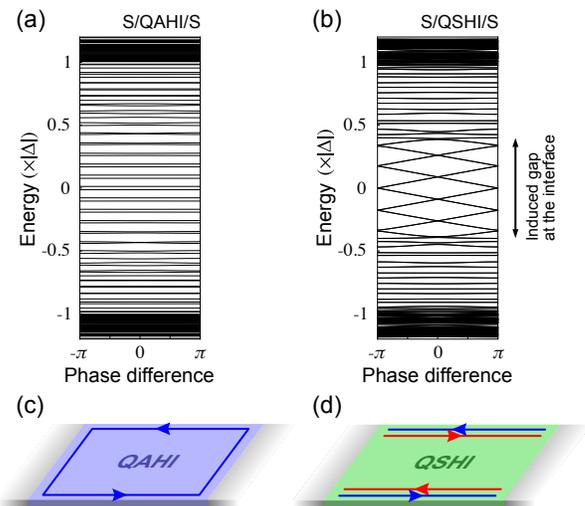 (a)
S/QAHI/S
Energy (×|Δ|)
1
0.5
0
-0.5
-1
-π
0
π
Phase difference
(b)
S/QSHI/S
Energy (×|Δ|)
1
0.5
0
-0.5
-1
-π
0
π
Phase difference
Induced gap
at the interface
(c)
QAHI
(d)
QSHI